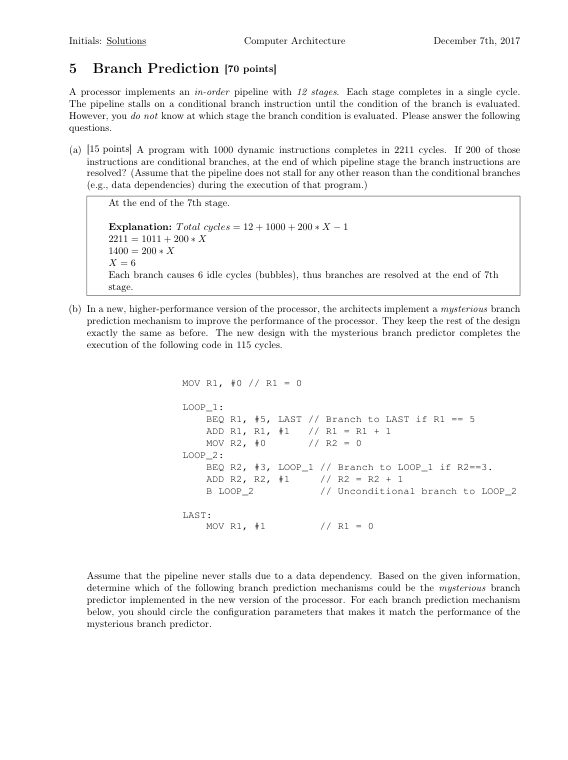 Initials: Solutions Computer Architecture December 7th, 2017
5 Branch Prediction [70 points]
A processor implements an in-order pipeline with 12 stages. Each stage completes in a single cycle.
The pipeline stalls on a conditional branch instruction until the condition of the branch is evaluated.
However, you do not know at which stage the branch condition is evaluated. Please answer the following
questions.
(a) [15 points] A program with 1000 dynamic instructions completes in 2211 cycles. If 200 of those
instructions are conditional branches, at the end of which pipeline stage the branch instructions are
resolved? (Assume that the pipeline does not stall for any other reason than the conditional branches
(e.g., data dependencies) during the execution of that program.)
At the end of the 7th stage.
Explanation: Total cycles = 12 + 1000 + 200 ∗ X − 1
2211 = 1011 + 200 ∗ X
1400 = 200 ∗ X
X = 6
Each branch causes 6 idle cycles (bubbles), thus branches are resolved at the end of 7th
stage.
(b) In a new, higher-performance version of the processor, the architects implement a mysterious branch
prediction mechanism to improve the performance of the processor. They keep the rest of the design
exactly the same as before. The new design with the mysterious branch predictor completes the
execution of the following code in 115 cycles.
MOV R1, #0 // R1 = 0
LOOP_1:
BEQ R1, #5, LAST // Branch to LAST if R1 == 5
ADD R1, R1, #1 // R1 = R1 + 1
MOV R2, #0 // R2 = 0
LOOP_2:
BEQ R2, #3, LOOP_1 // Branch to LOOP_1 if R2==3.
ADD R2, R2, #1 // R2 = R2 + 1
B LOOP_2 // Unconditional branch to LOOP_2
LAST:
MOV R1, #1 // R1 = 0
Assume that the pipeline never stalls due to a data dependency. Based on the given information,
determine which of the following branch prediction mechanisms could be the mysterious branch
predictor implemented in the new version of the processor. For each branch prediction mechanism
below, you should circle the configuration parameters that makes it match the performance of the
mysterious branch predictor.